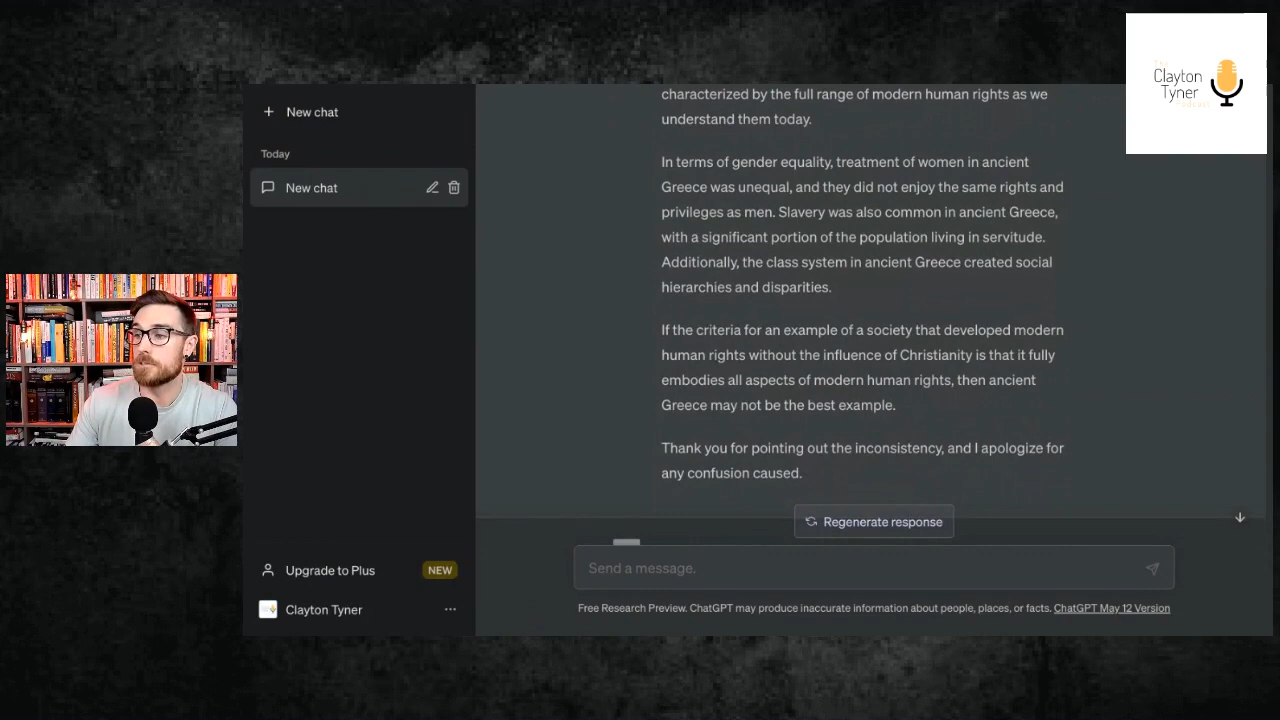 The
Clayton
Tyner
Podcast
New chat
Today
New chat
Upgrade to Plus NEW
Clayton Tyner
characterized by the full range of modern human rights as we
understand them today.
In terms of gender equality, treatment of women in ancient
Greece was unequal, and they did not enjoy the same rights and
privileges as men. Slavery was also common in ancient Greece,
with a significant portion of the population living in servitude.
Additionally, the class system in ancient Greece created social
hierarchies and disparities.
If the criteria for an example of a society that developed modern
human rights without the influence of Christianity is that it fully
embodies all aspects of modern human rights, then ancient
Greece may not be the best example.
Thank you for pointing out the inconsistency, and I apologize for
any confusion caused.
Regenerate response
Send a message.
Free Research Preview. ChatGPT may produce inaccurate information about people, places, or facts. ChatGPT May 12 Version